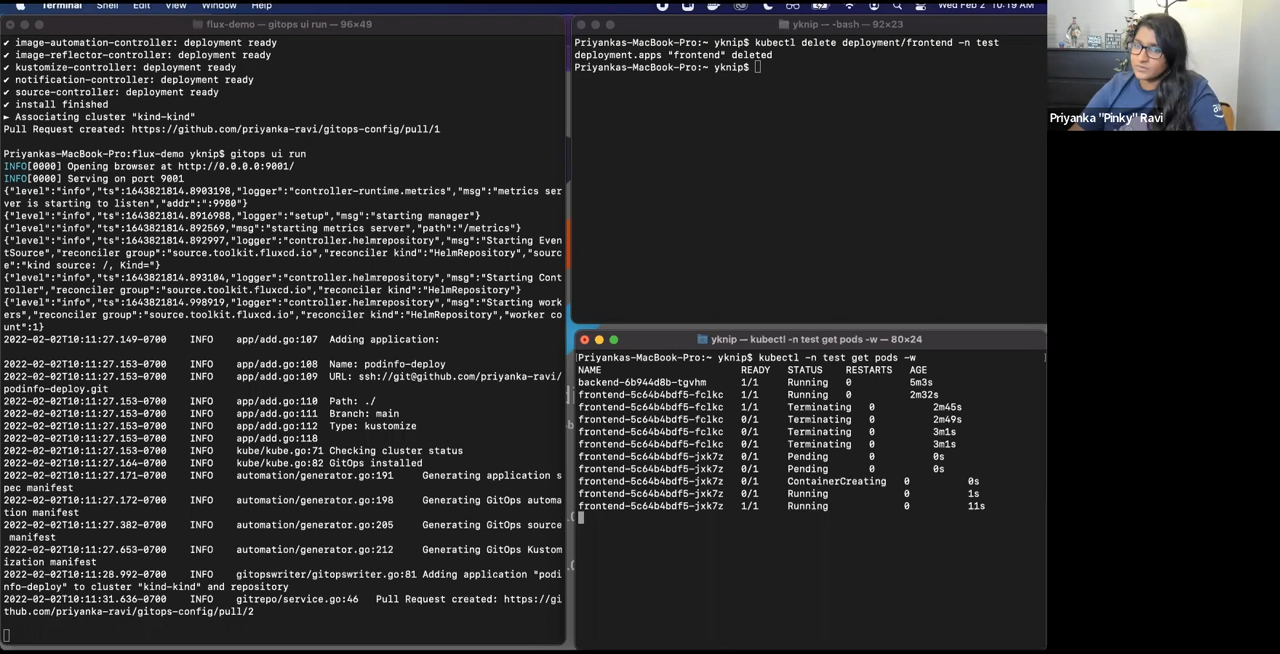 Terminal Shell Edit View Window Help
Wed Feb 2 10:19 AM
flux-demo — gitops ui run — 96×49
✔ image-automation-controller: deployment ready
✔ image-reflector-controller: deployment ready
✔ kustomize-controller: deployment ready
✔ notification-controller: deployment ready
✔ source-controller: deployment ready
✔ install finished
► Associating cluster "kind-kind"
Pull Request created: https://github.com/priyanka-ravi/gitops-config/pull/1
Priyankas-MacBook-Pro:flux-demo yknip$ gitops ui run
INFO[0000] Opening browser at http://0.0.0.0:9001/
INFO[0000] Serving on port 9001
{"level":"info","ts":1643821814.8903198,"logger":"controller-runtime.metrics","msg":"metrics ser
ver is starting to listen","addr":":9980"}
{"level":"info","ts":1643821814.8916988,"logger":"setup","msg":"starting manager"}
{"level":"info","ts":1643821814.892569,"msg":"starting metrics server","path":"/metrics"}
{"level":"info","ts":1643821814.892997,"logger":"controller.helmrepository","msg":"Starting Even
tSource","reconciler group":"source.toolkit.fluxcd.io","reconciler kind":"HelmRepository","sourc
e":"kind source: /, Kind="}
{"level":"info","ts":1643821814.893104,"logger":"controller.helmrepository","msg":"Starting Cont
roller","reconciler group":"source.toolkit.fluxcd.io","reconciler kind":"HelmRepository"}
{"level":"info","ts":1643821814.998919,"logger":"controller.helmrepository","msg":"Starting work
ers","reconciler group":"source.toolkit.fluxcd.io","reconciler kind":"HelmRepository","worker co
unt":1}
2022-02-02T10:11:27.149-0700 INFO app/add.go:107 Adding application:
2022-02-02T10:11:27.153-0700 INFO app/add.go:108 Name: podinfo-deploy
2022-02-02T10:11:27.153-0700 INFO app/add.go:109 URL: ssh://git@github.com/priyanka-ravi/
podinfo-deploy.git
2022-02-02T10:11:27.153-0700 INFO app/add.go:110 Path: ./
2022-02-02T10:11:27.153-0700 INFO app/add.go:111 Branch: main
2022-02-02T10:11:27.153-0700 INFO app/add.go:112 Type: kustomize
2022-02-02T10:11:27.153-0700 INFO app/add.go:118
2022-02-02T10:11:27.153-0700 INFO kube/kube.go:71 Checking cluster status
2022-02-02T10:11:27.164-0700 INFO kube/kube.go:82 GitOps installed
2022-02-02T10:11:27.171-0700 INFO automation/generator.go:191 Generating application s
pec manifest
2022-02-02T10:11:27.172-0700 INFO automation/generator.go:198 Generating GitOps automa
tion manifest
2022-02-02T10:11:27.382-0700 INFO automation/generator.go:205 Generating GitOps source
manifest
2022-02-02T10:11:27.653-0700 INFO automation/generator.go:212 Generating GitOps Kustom
ization manifest
2022-02-02T10:11:28.992-0700 INFO gitopswriter/gitopswriter.go:81 Adding application "podi
nfo-deploy" to cluster "kind-kind" and repository
2022-02-02T10:11:31.636-0700 INFO gitrepo/service.go:46 Pull Request created: https://gi
thub.com/priyanka-ravi/gitops-config/pull/2
yknip — -bash — 92×23
Priyankas-MacBook-Pro:~ yknip$ kubectl delete deployment/frontend -n test
deployment.apps "frontend" deleted
Priyankas-MacBook-Pro:~ yknip$
yknip — kubectl -n test get pods -w — 80×24
[Priyankas-MacBook-Pro:~ yknip$ kubectl -n test get pods -w ]
NAME READY STATUS RESTARTS AGE
backend-6b944d8b-tgvhm 1/1 Running 0 5m3s
frontend-5c64b4bdf5-fclkc 1/1 Running 0 2m32s
frontend-5c64b4bdf5-fclkc 1/1 Terminating 0 2m45s
frontend-5c64b4bdf5-fclkc 0/1 Terminating 0 2m49s
frontend-5c64b4bdf5-fclkc 0/1 Terminating 0 3m1s
frontend-5c64b4bdf5-fclkc 0/1 Terminating 0 3m1s
frontend-5c64b4bdf5-jxk7z 0/1 Pending 0 0s
frontend-5c64b4bdf5-jxk7z 0/1 Pending 0 0s
frontend-5c64b4bdf5-jxk7z 0/1 ContainerCreating 0 0s
frontend-5c64b4bdf5-jxk7z 0/1 Running 0 1s
frontend-5c64b4bdf5-jxk7z 1/1 Running 0 11s
Priyanka "Pinky" Ravi